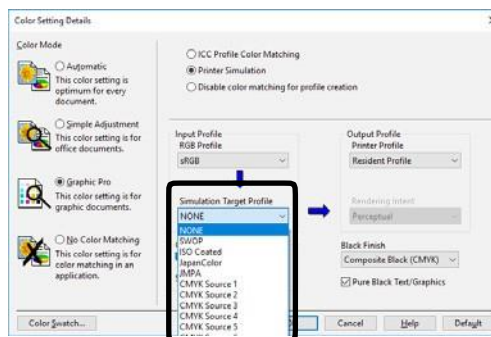 Color Setting Details
Color Mode
Automatic
This color setting is
optimum for every
document.
Simple Adjustment
This color setting is for
office documents.
Graphic Pro
This color setting is for
graphic documents.
No Color Matching
This color setting is for
color matching in an
application.
Color Swatch...
ICC Profile Color Matching
Printer Simulation
Disable color matching for profile creation
Input Profile
RGB Profile
sRGB
Simulation Target Profile
NONE
NONE
SWOP
ISO Coated
JapanColor
JMPA
CMYK Source 1
CMYK Source 2
CMYK Source 3
CMYK Source 4
CMYK Source 5
Output Profile
Printer Profile
Resident Profile
Rendering Intent
Perceptual
Black Finish
Composite Black (CMYK)
Pure Black Text/Graphics
Cancel
Help
Default